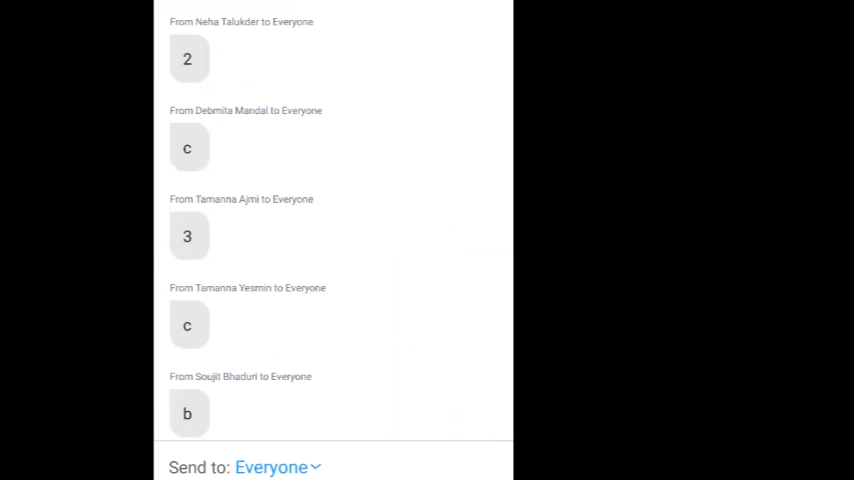 From Neha Talukder to Everyone
2
From Debmita Mandal to Everyone
c
From Tamanna Ajmi to Everyone
3
From Tamanna Yesmin to Everyone
c
From Soujit Bhaduri to Everyone
b
Send to: Everyone